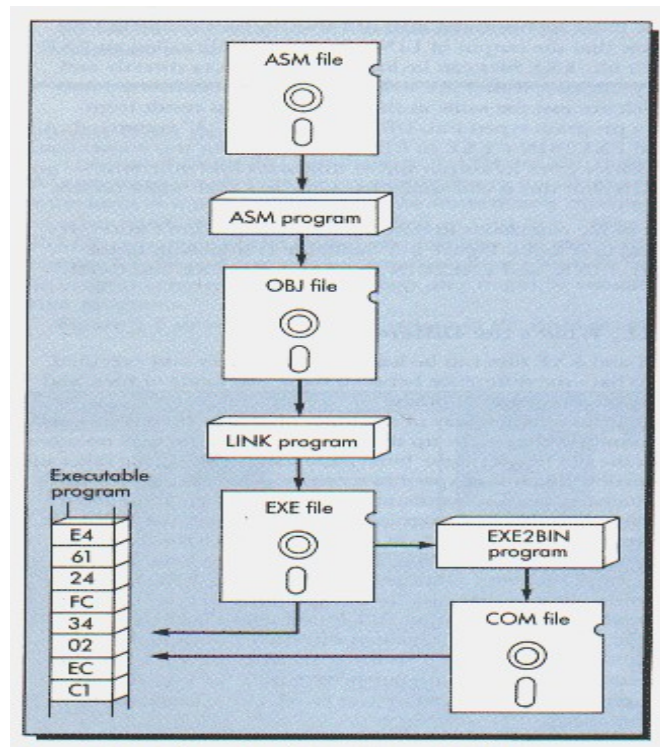 ASM file
ASM program
OBJ file
LINK program
Executable
program
EXE file
EXE2BIN
program
COM file
E4
61
24
FC
34
02
EC
C1